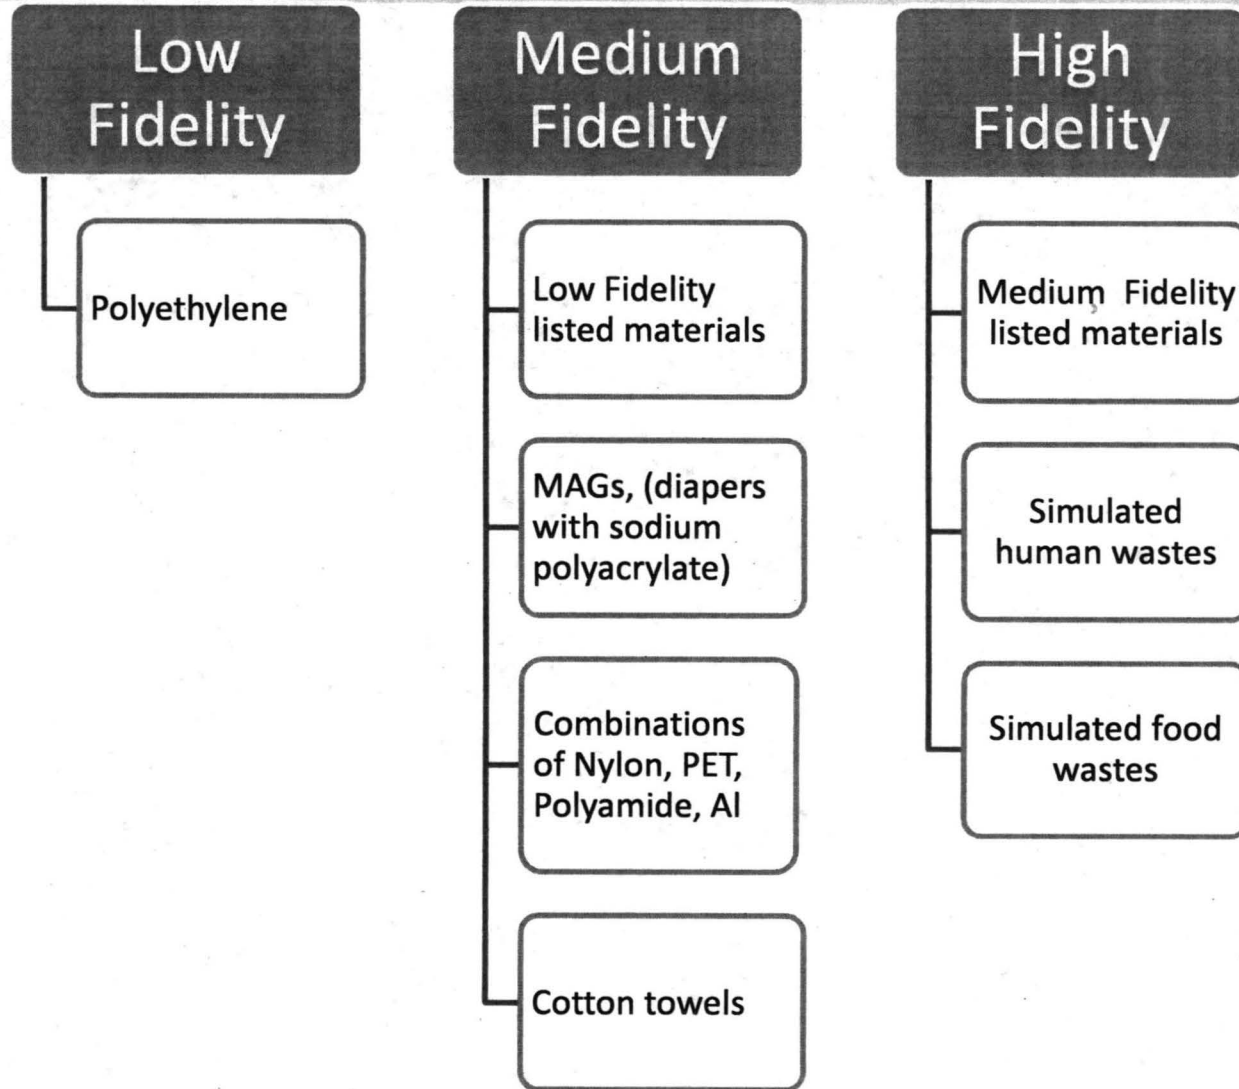 Low
Fidelity
Polyethylene
Medium
Fidelity
Low Fidelity
listed materials
MAGs, (diapers
with sodium
polyacrylate)
Combinations
of Nylon, PET,
Polyamide, Al
Cotton towels
High
Fidelity
Medium Fidelity
listed materials
Simulated
human wastes
Simulated food
wastes